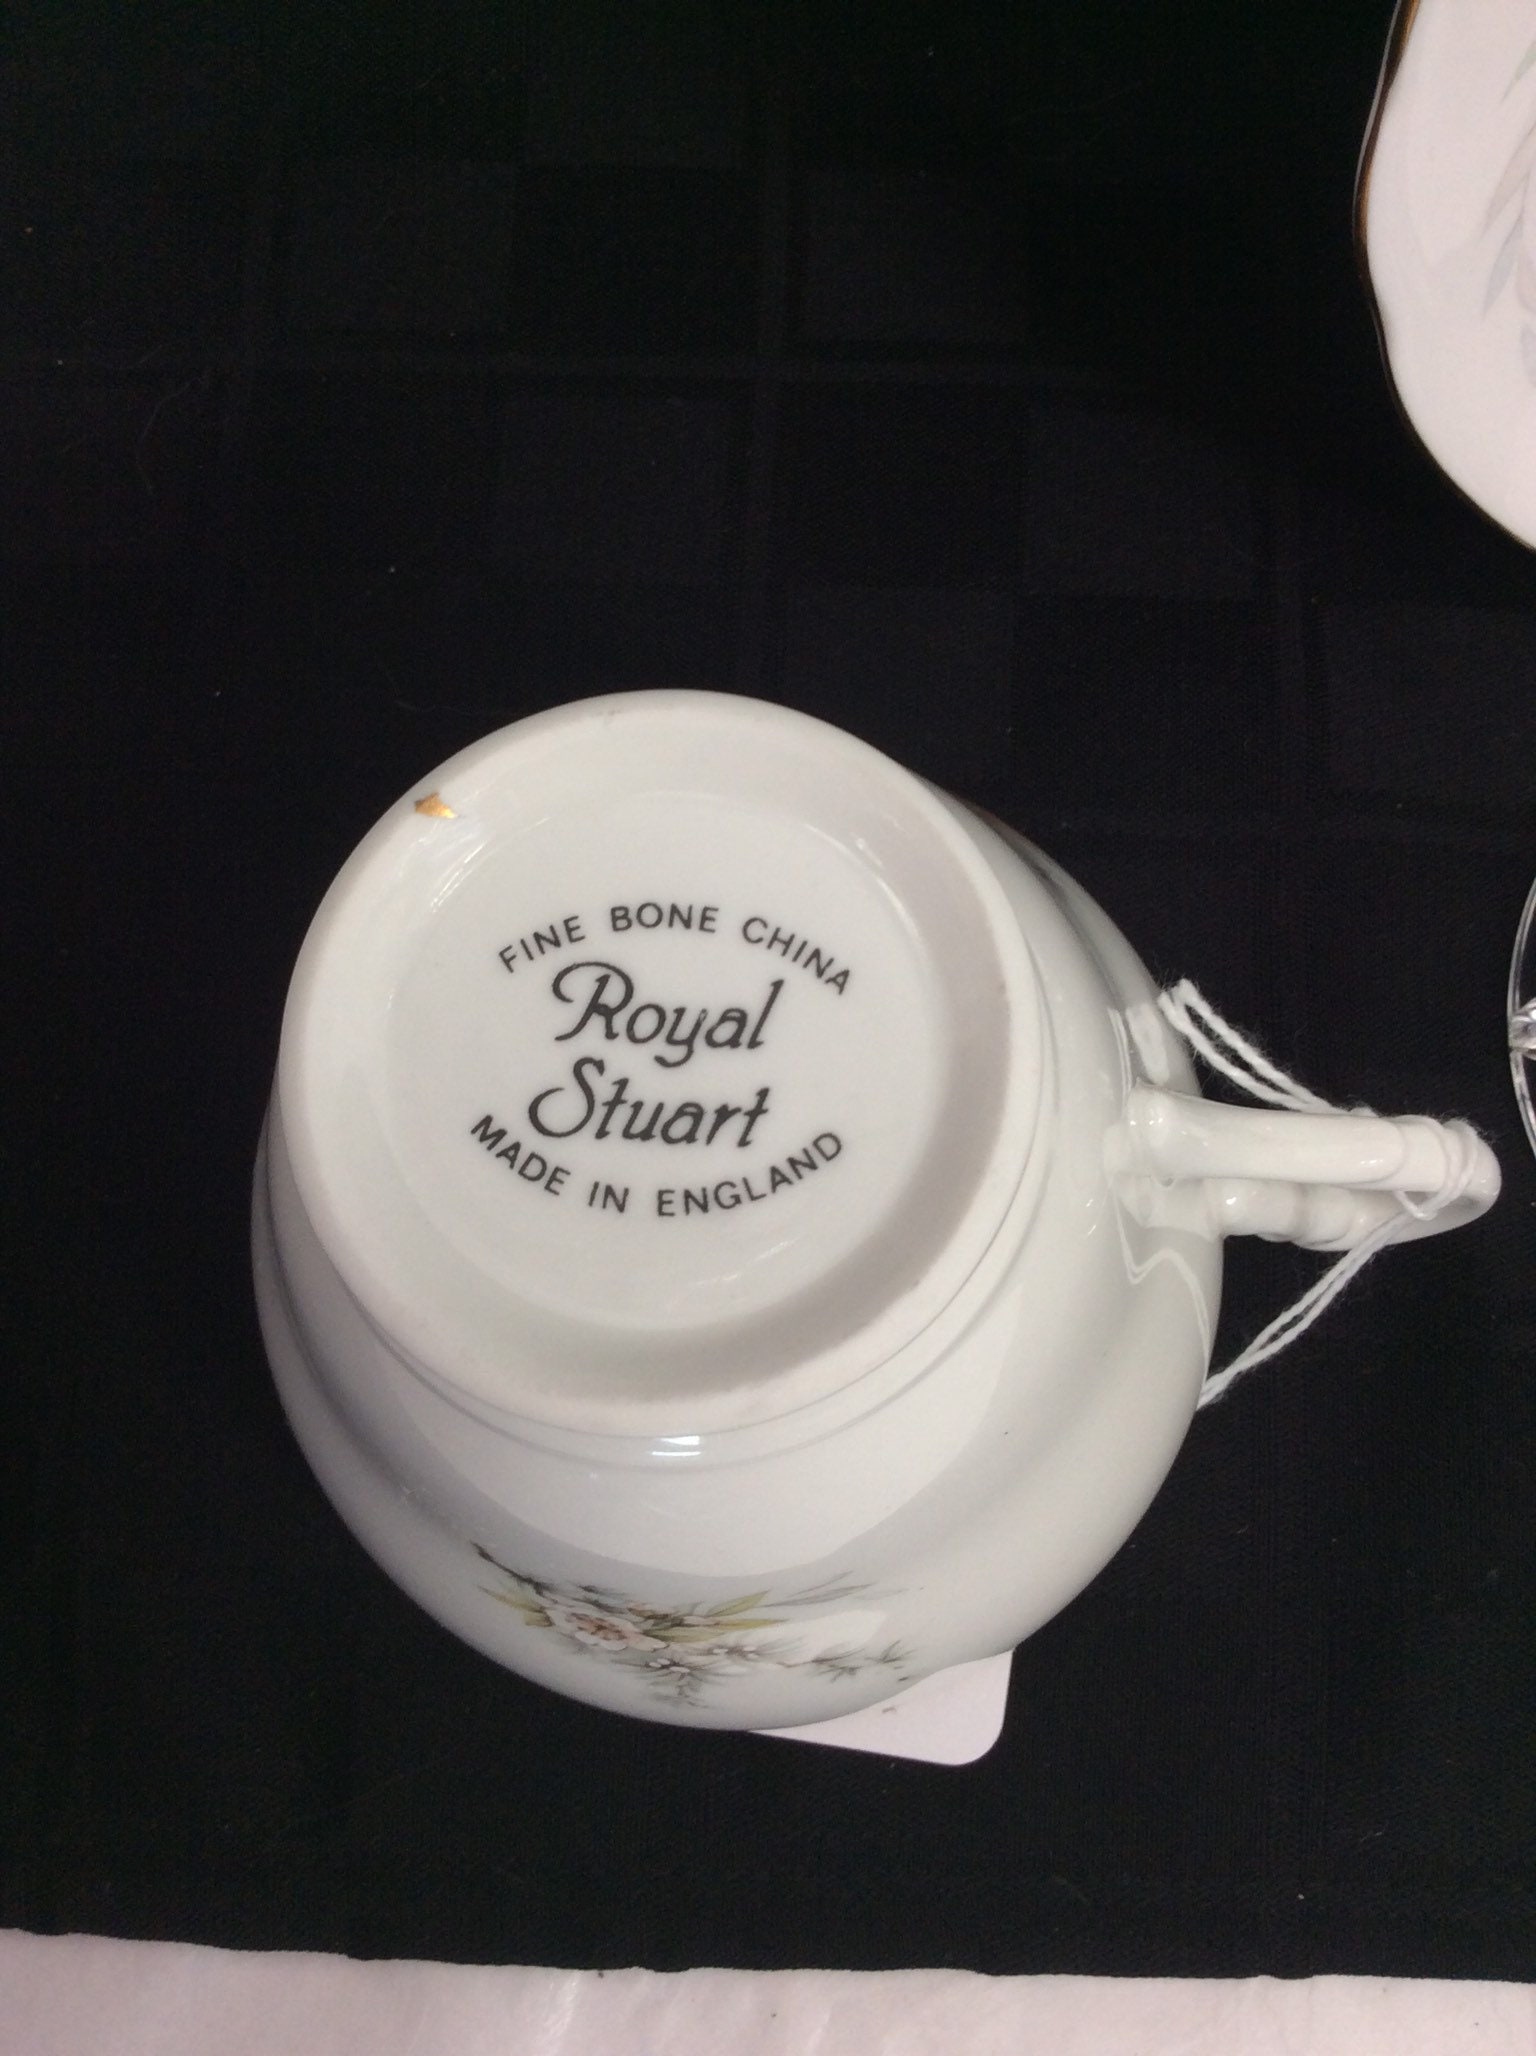 FINE BONE CHINA
Royal
Stuart
MADE IN ENGLAND